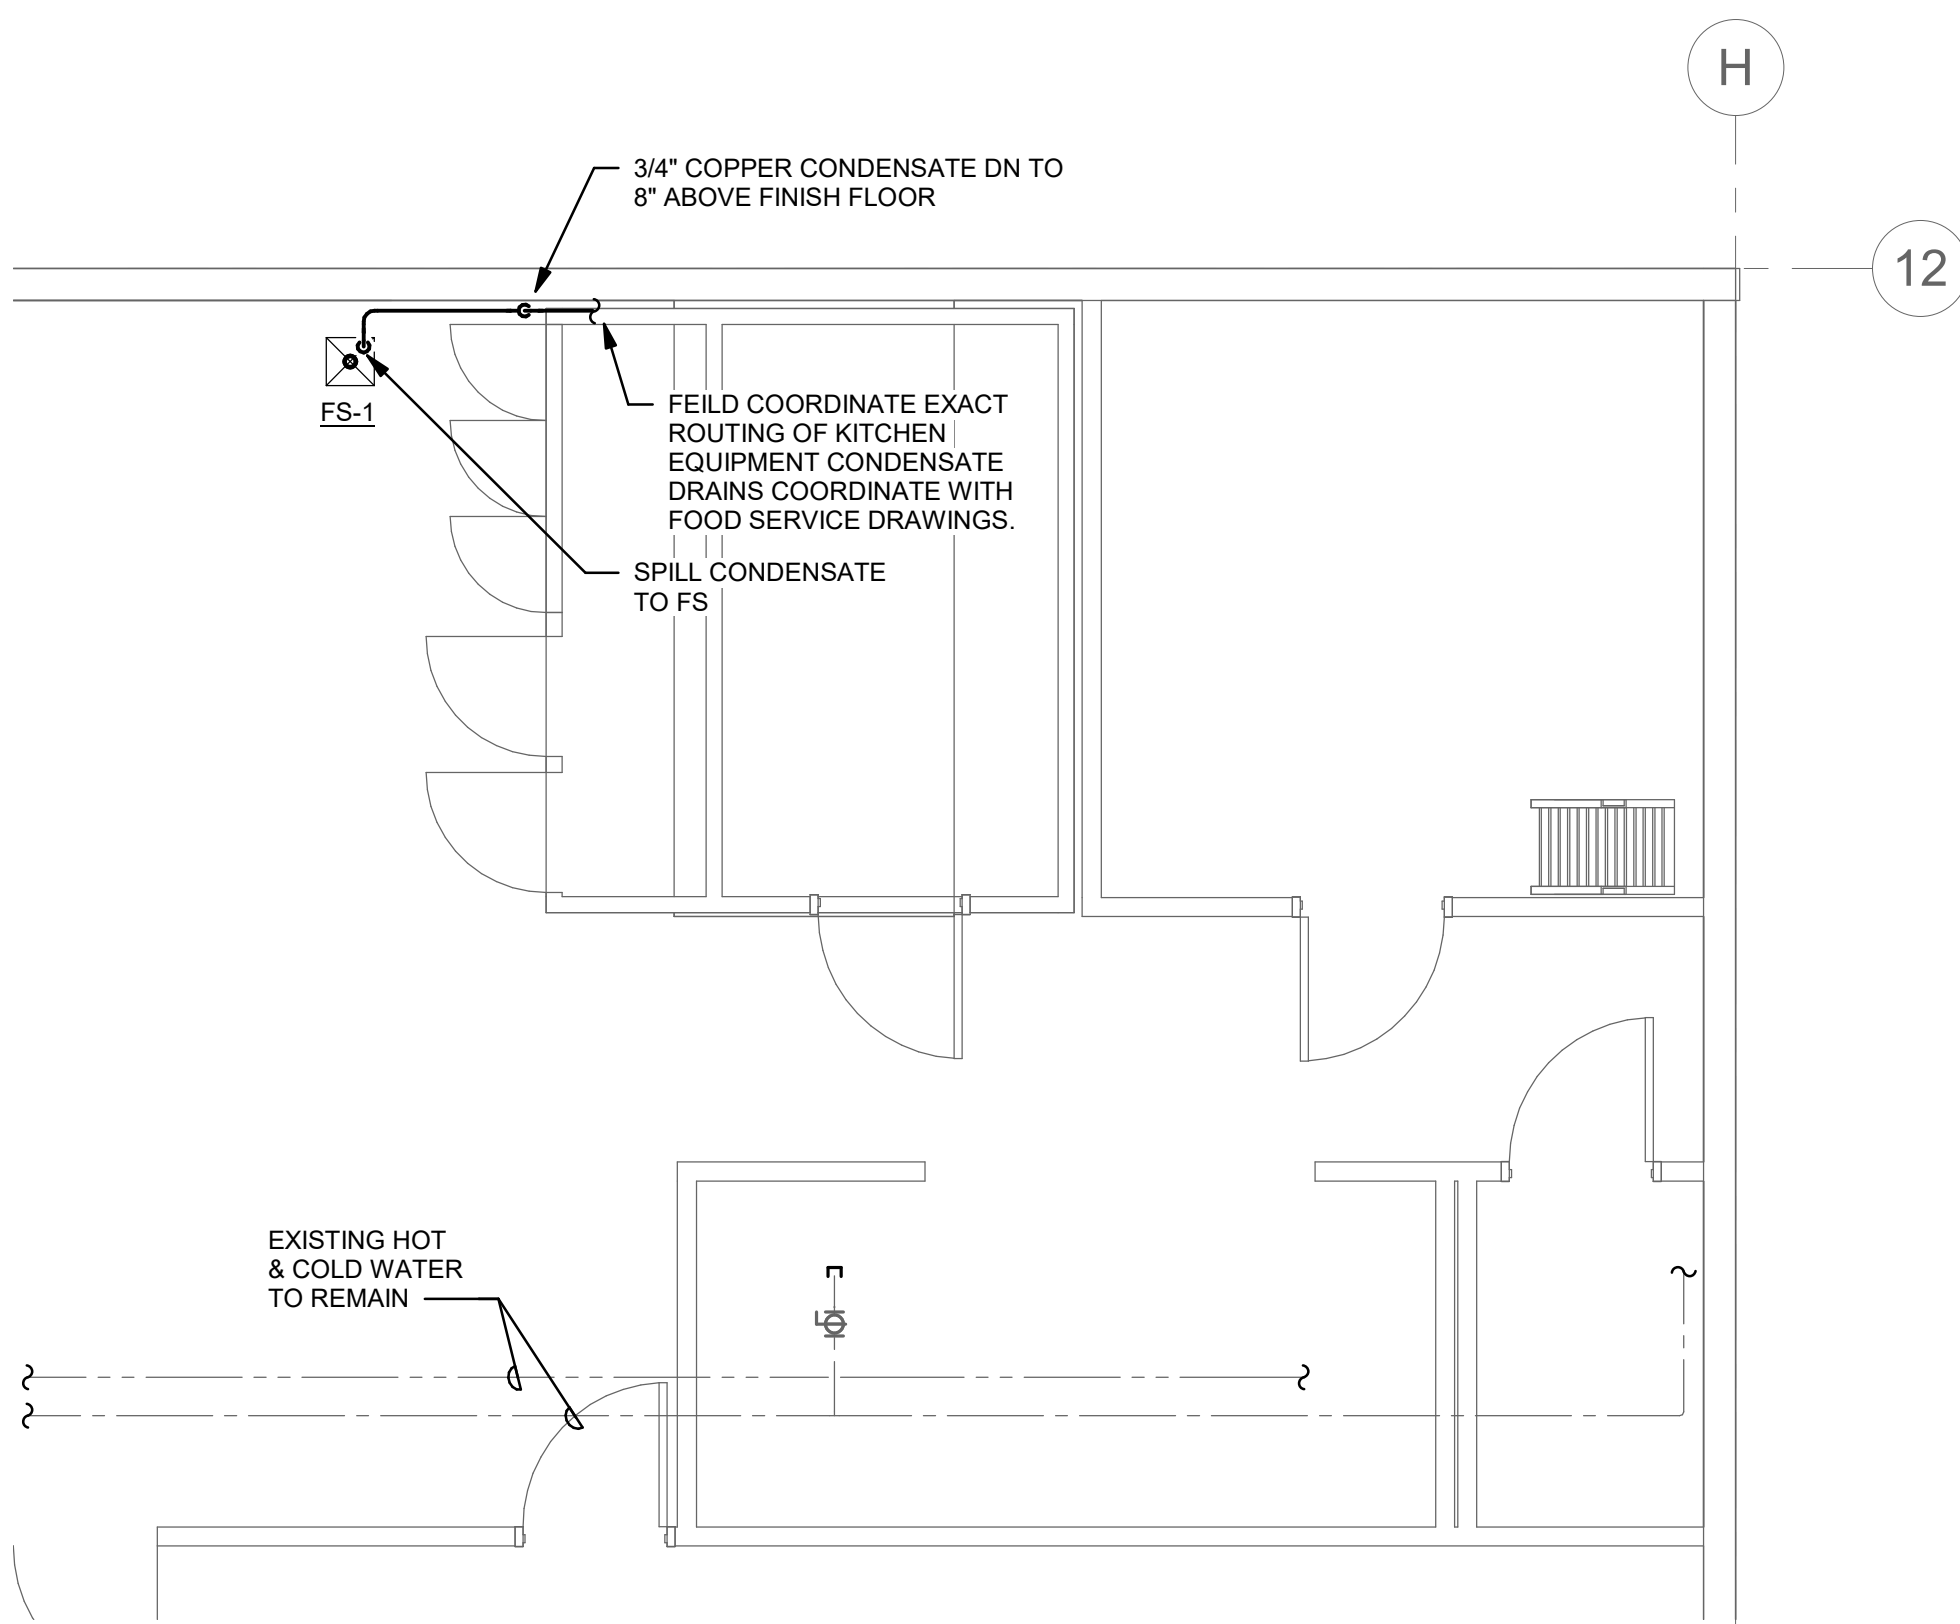 H
3/4" COPPER CONDENSATE DN TO
8" ABOVE FINISH FLOOR
12
FS-1
FEILD COORDINATE EXACT
ROUTING OF KITCHEN
EQUIPMENT CONDENSATE
DRAINS COORDINATE WITH
FOOD SERVICE DRAWINGS.
SPILL CONDENSATE
TO FS
EXISTING HOT
& COLD WATER
TO REMAIN